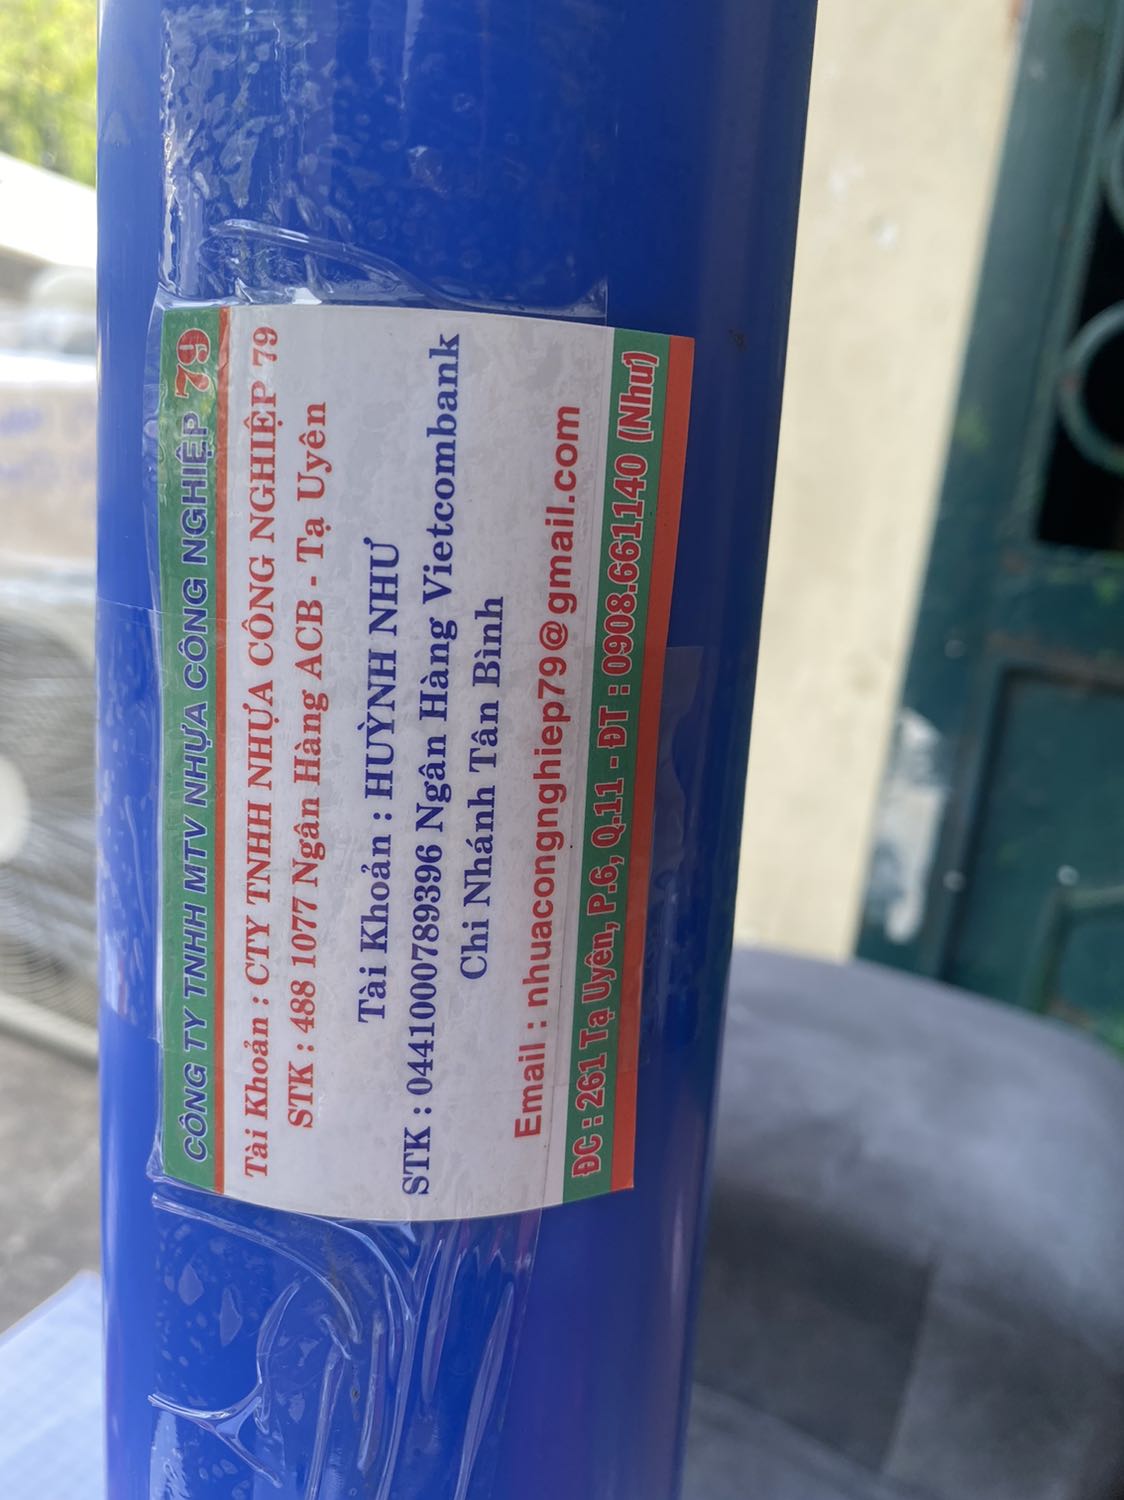 CÔNG TY TNHH MTV NHỰA CÔNG NGHIỆP 79
Tài Khoản : CTY TNHH NHỰA CÔNG NGHIỆP 79
STK : 488 1077 Ngân Hàng ACB - Tạ Uyên
Tài Khoản : HUỲNH NHƯ
STK : 0441000789396 Ngân Hàng Vietcombank
Chi Nhánh Tân Bình
Email : nhuacongnghiep79@gmail.com
ĐC : 261 Tạ Uyên, P.6, Q.11 - ĐT : 0908.661140 (Như)